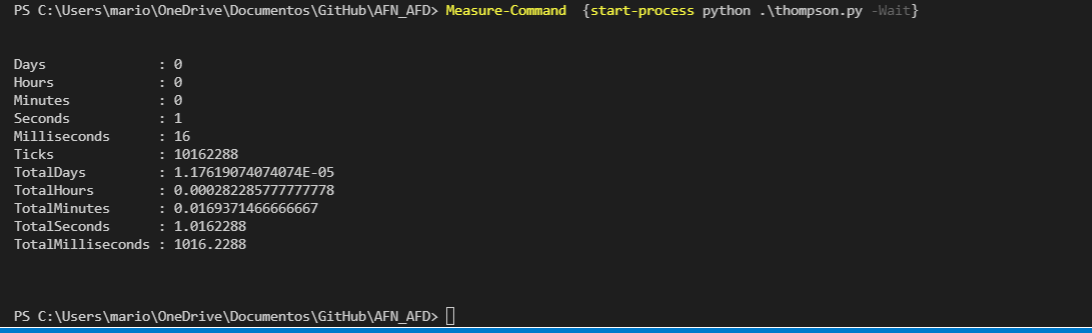 PS C:\Users\mario\OneDrive\Documentos\GitHub\AFN_AFD> Measure-Command  {start-process python .\thompson.py -Wait}
Days              : 0
Hours             : 0
Minutes           : 0
Seconds           : 1
Milliseconds      : 16
Ticks             : 10162288
TotalDays         : 1.17619074074074E-05
TotalHours        : 0.000282285777777778
TotalMinutes      : 0.0169371466666667
TotalSeconds      : 1.0162288
TotalMilliseconds : 1016.2288
PS C:\Users\mario\OneDrive\Documentos\GitHub\AFN_AFD>